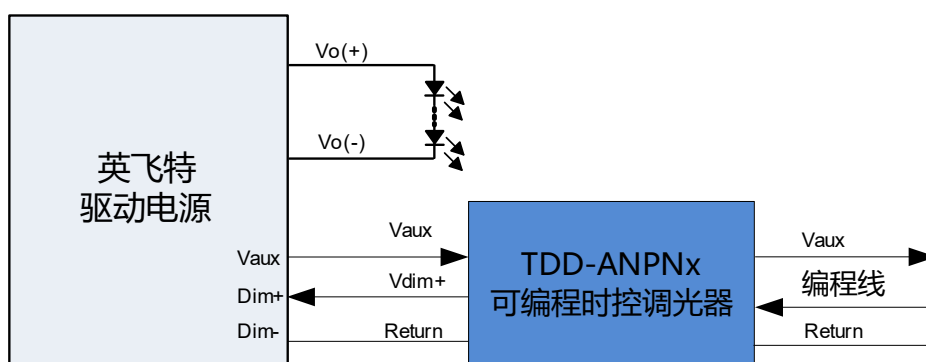 Vo(+)
Vo(-)
英飞特
驱动电源
Vaux
Dim+
Dim-
Vaux
Vdim+
Return
TDD-ANPNx
可编程时控调光器
Vaux
编程线
Return